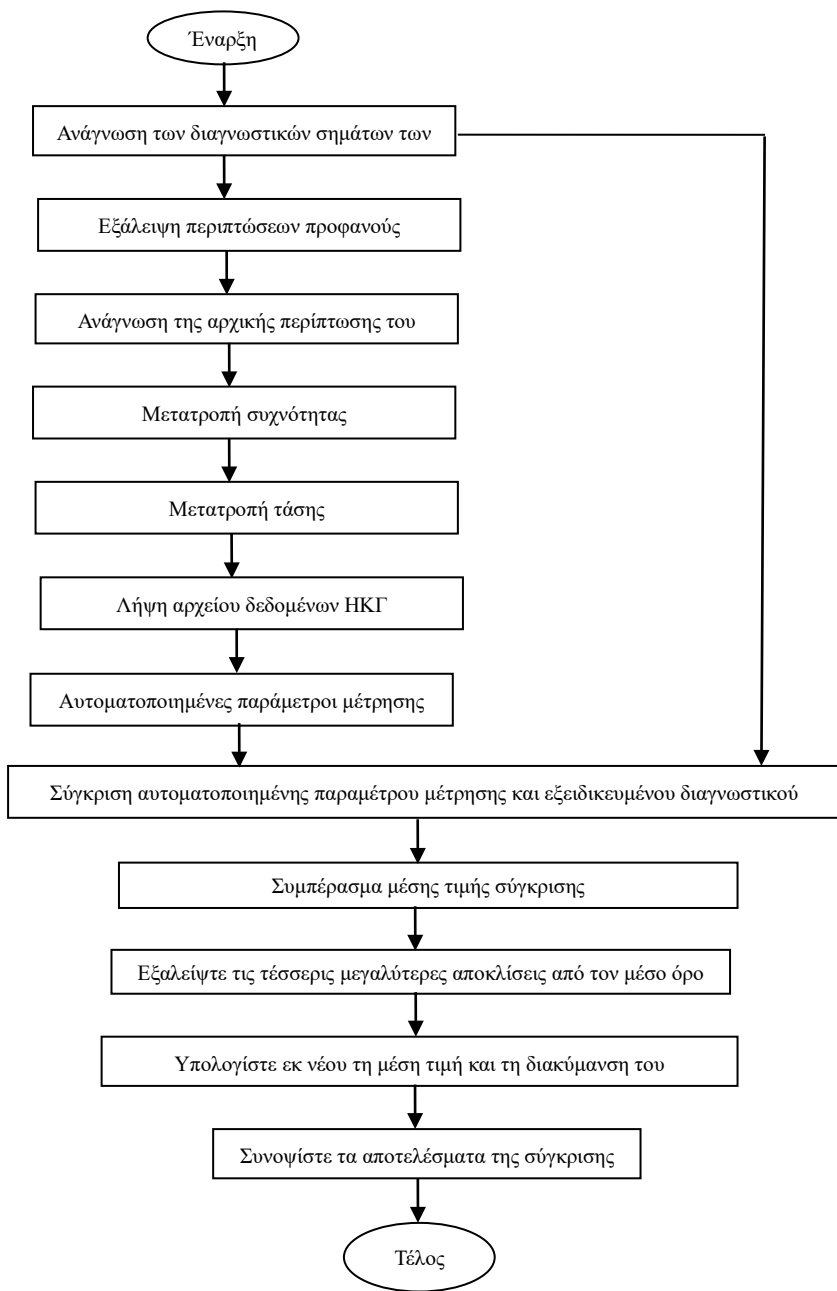 Έναρξη
Ανάγνωση των διαγνωστικών σημάτων των
Εξάλειψη περιπτώσεων προφανούς
Ανάγνωση της αρχικής περίπτωσης του
Μετατροπή συχνότητας
Μετατροπή τάσης
Λήψη αρχείου δεδομένων ΗΚΓ
Αυτοματοποιημένες παράμετροι μέτρησης
Σύγκριση αυτοματοποιημένης παραμέτρου μέτρησης και εξειδικευμένου διαγνωστικού
Συμπέρασμα μέσης τιμής σύγκρισης
Εξαλείψτε τις τέσσερις μεγαλύτερες αποκλίσεις από τον μέσο όρο
Υπολογίστε εκ νέου τη μέση τιμή και τη διακύμανση του
Συνοψίστε τα αποτελέσματα της σύγκρισης
Τέλος